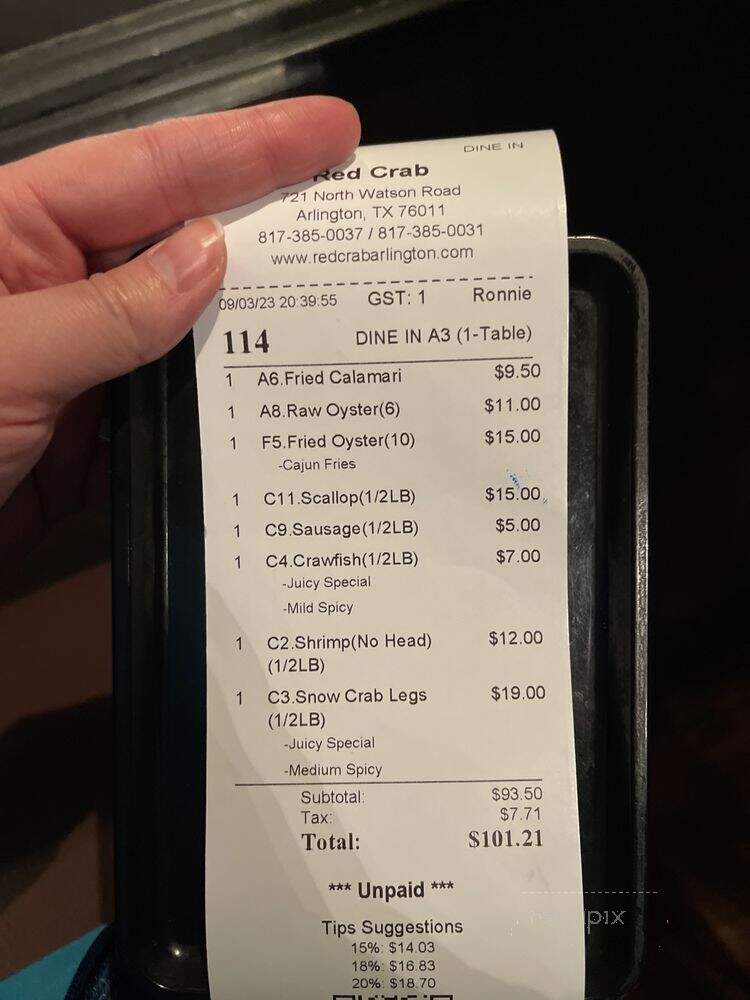 DINE IN
Red Crab
721 North Watson Road
Arlington, TX 76011
817-385-0037 / 817-385-0031
www.redcrabarlington.com
09/03/23 20:39:55 GST: 1 Ronnie
114 DINE IN A3 (1-Table)
1 A6.Fried Calamari $9.50
1 A8.Raw Oyster(6) $11.00
1 F5.Fried Oyster(10) $15.00
-Cajun Fries
1 C11.Scallop(1/2LB) $15.00
1 C9.Sausage(1/2LB) $5.00
1 C4.Crawfish(1/2LB) $7.00
-Juicy Special
-Mild Spicy
1 C2.Shrimp(No Head) $12.00
(1/2LB)
1 C3.Snow Crab Legs $19.00
(1/2LB)
-Juicy Special
-Medium Spicy
Subtotal: $93.50
Tax: $7.71
Total: $101.21
*** Unpaid ***
Tips Suggestions
15%: $14.03
18%: $16.83
20%: $18.70